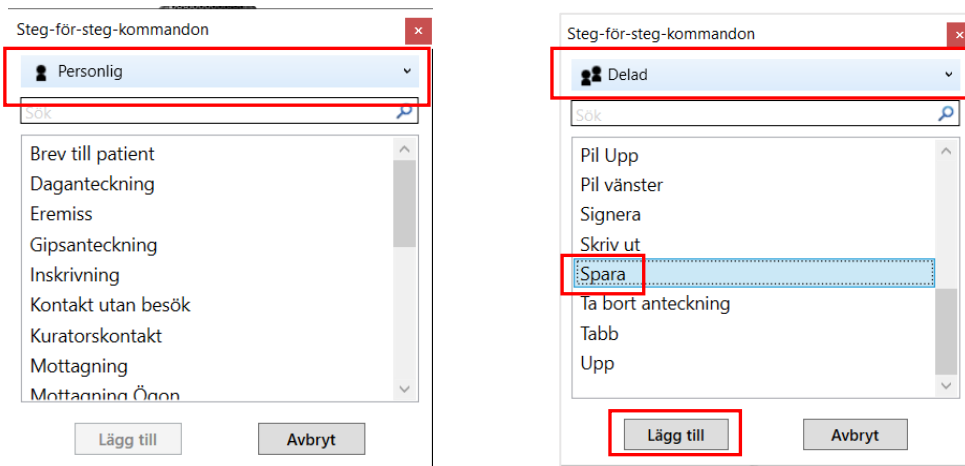 Steg-för-steg-kommandon
Personlig
Sök
Brev till patient
Daganteckning
Eremiss
Gipsanteckning
Inskrivning
Kontakt utan besök
Kuratorskontakt
Mottagning
Mottagning Ögon
Lägg till
Avbryt
Steg-för-steg-kommandon
Delad
Sök
Pil Upp
Pil vänster
Signera
Skriv ut
Spara
Ta bort anteckning
Tabb
Upp
Lägg till
Avbryt